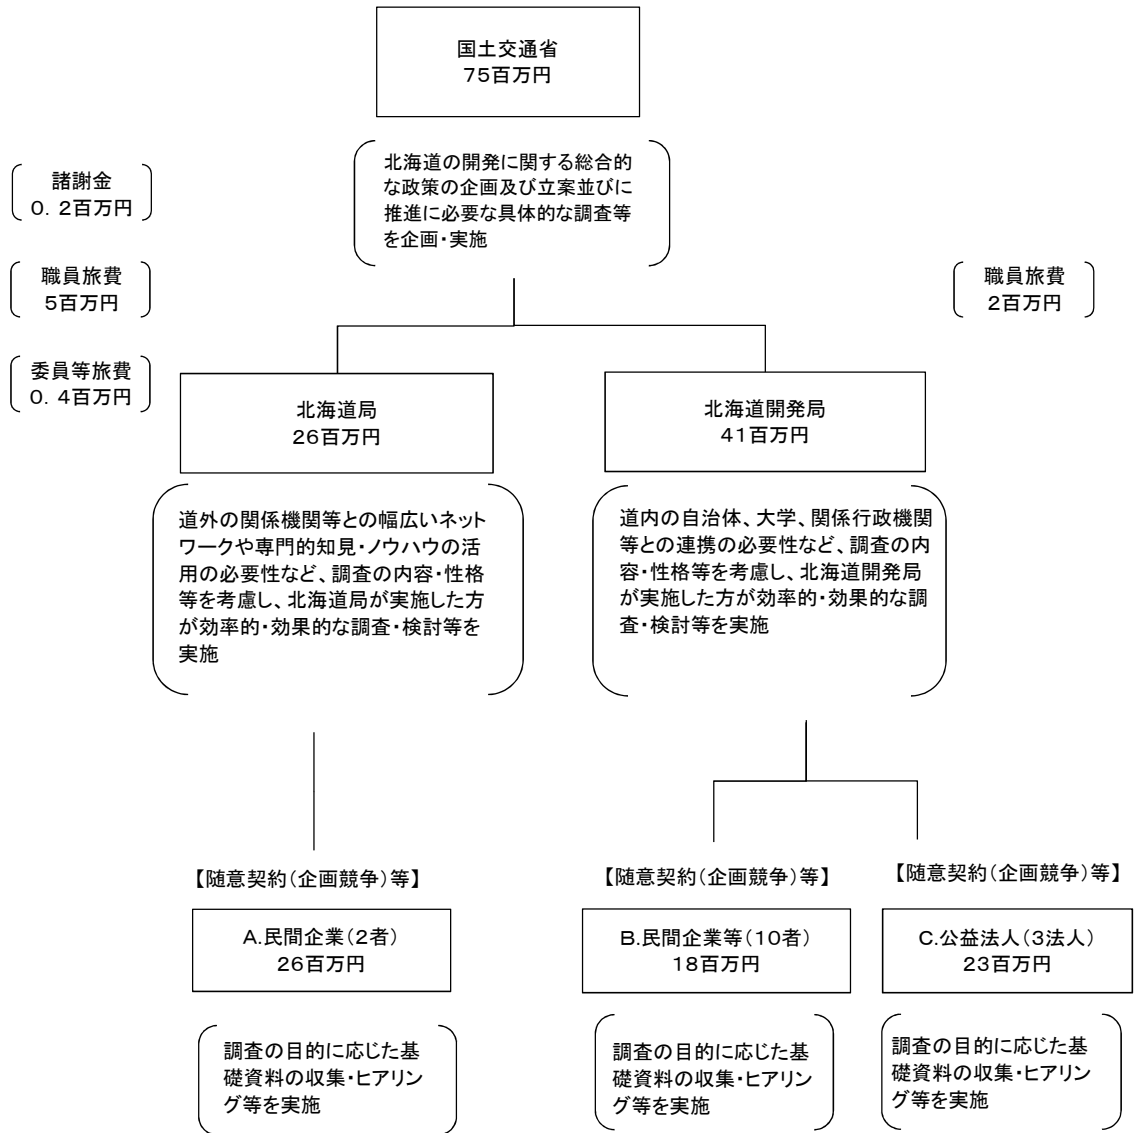 国土交通省
75百万円
北海道の開発に関する総合的
な政策の企画及び立案並びに
推進に必要な具体的な調査等
を企画・実施
諸謝金
0．2百万円
職員旅費
5百万円
委員等旅費
0．4百万円
職員旅費
2百万円
北海道局
26百万円
北海道開発局
41百万円
道外の関係機関等との幅広いネット
ワークや専門的知見・ノウハウの活
用の必要性など、調査の内容・性格
等を考慮し、北海道局が実施した方
が効率的・効果的な調査・検討等を
実施
道内の自治体、大学、関係行政機関
等との連携の必要性など、調査の内
容・性格等を考慮し、北海道開発局
が実施した方が効率的・効果的な調
査・検討等を実施
【随意契約（企画競争）等】
A.民間企業（2者）
26百万円
調査の目的に応じた基
礎資料の収集・ヒアリン
グ等を実施
【随意契約（企画競争）等】
B.民間企業等（10者）
18百万円
調査の目的に応じた基
礎資料の収集・ヒアリン
グ等を実施
【随意契約（企画競争）等】
C.公益法人（3法人）
23百万円
調査の目的に応じた基
礎資料の収集・ヒアリン
グ等を実施